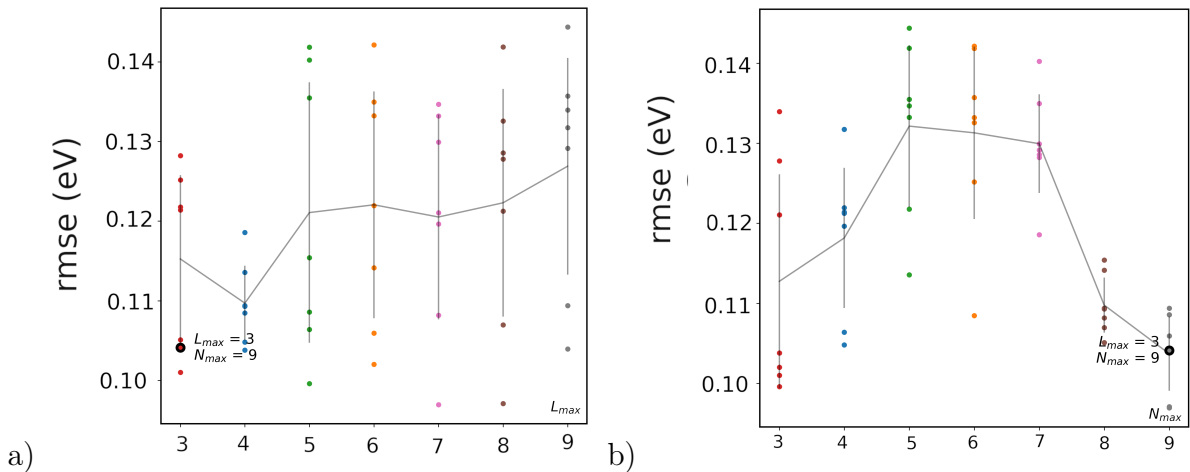 0.14
0.13
0.12
0.11
0.10
rmse (eV)
L_max = 3
N_max = 9
L_max
3 4 5 6 7 8 9
a)
0.14
0.13
0.12
0.11
0.10
rmse (eV)
L_max = 3
N_max = 9
N_max
3 4 5 6 7 8 9
b)